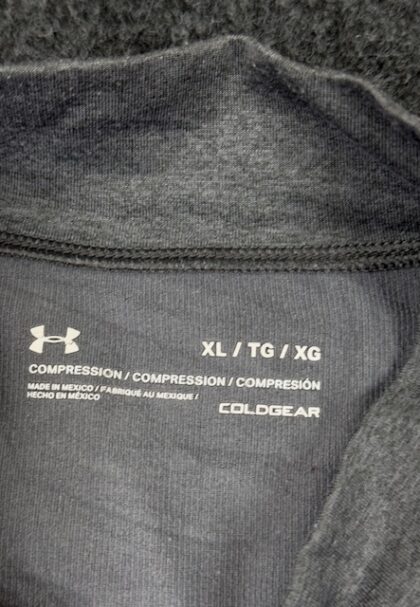 XL / TG / XG
COMPRESSION / COMPRESSION / COMPRESIÓN
MADE IN MEXICO / FABRIQUÉ AU MEXIQUE /
HECHO EN MÉXICO
COLDGEAR